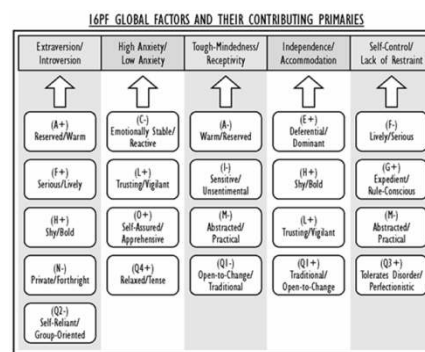 16PF GLOBAL FACTORS AND THEIR CONTRIBUTING PRIMARIES
Extraversion/
Introversion
High Anxiety/
Low Anxiety
Tough-Mindedness/
Receptivity
Independence/
Accommodation
Self-Control/
Lack of Restraint
(A+)
Reserved/Warm
(C-)
Emotionally Stable/
Reactive
(A-)
Warm/Reserved
(E+)
Deferential/
Dominant
(F-)
Lively/Serious
(F+)
Serious/Lively
(L+)
Trusting/Vigilant
(I-)
Sensitive/
Unsentimental
(H+)
Shy/Bold
(G+)
Expedient/
Rule-Conscious
(H+)
Shy/Bold
(O+)
Self-Assured/
Apprehensive
(M-)
Abstracted/
Practical
(L+)
Trusting/Vigilant
(M-)
Abstracted/
Practical
(N-)
Private/Forthright
(Q4+)
Relaxed/Tense
(Q1-)
Open-to-Change/
Traditional
(Q1+)
Traditional/
Open-to-Change
(Q3+)
Tolerates Disorder/
Perfectionistic
(Q2-)
Self-Reliant/
Group-Oriented